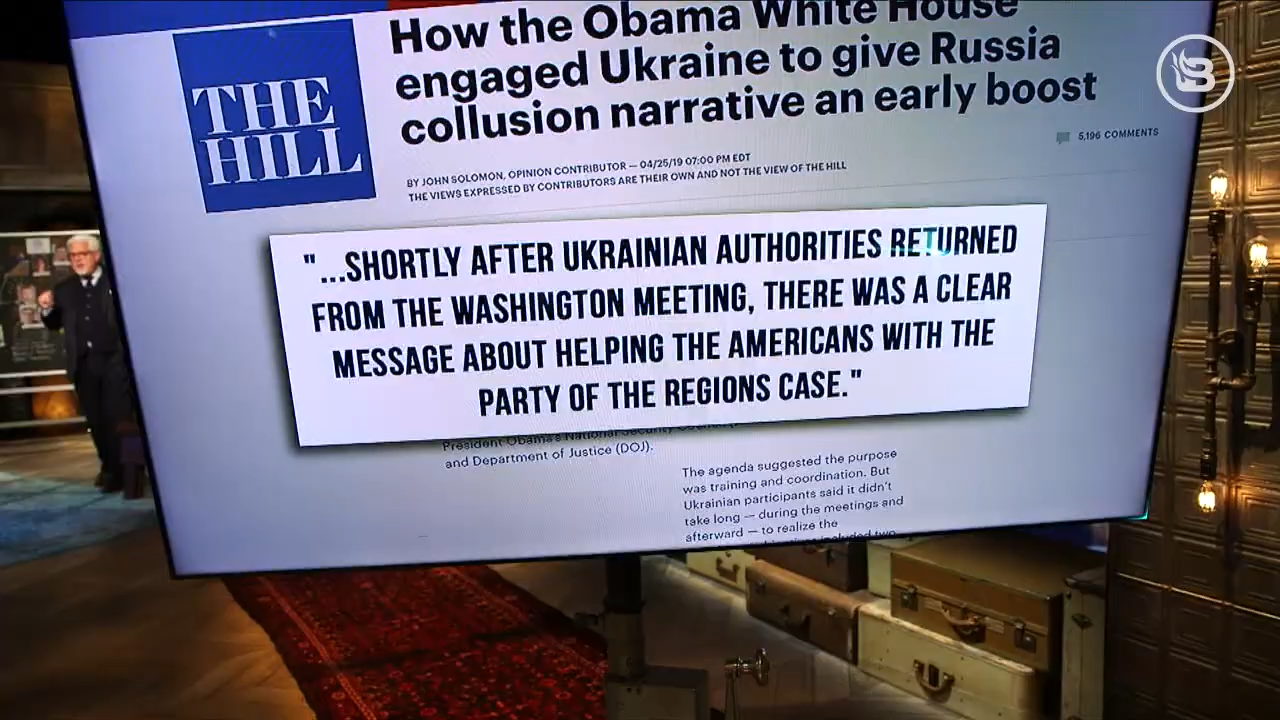 How the Obama White House
engaged Ukraine to give Russia
collusion narrative an early boost
THE
HILL
5,196 COMMENTS
BY JOHN SOLOMON, OPINION CONTRIBUTOR — 04/25/19 07:00 PM EDT
THE VIEWS EXPRESSED BY CONTRIBUTORS ARE THEIR OWN AND NOT THE VIEW OF THE HILL
"...SHORTLY AFTER UKRAINIAN AUTHORITIES RETURNED
FROM THE WASHINGTON MEETING, THERE WAS A CLEAR
MESSAGE ABOUT HELPING THE AMERICANS WITH THE
PARTY OF THE REGIONS CASE."
President Obama's National Security
and Department of Justice (DOJ).
The agenda suggested the purpose
was training and coordination. But
Ukrainian participants said it didn't
take long — during the meetings and
afterward — to realize the
included two
B